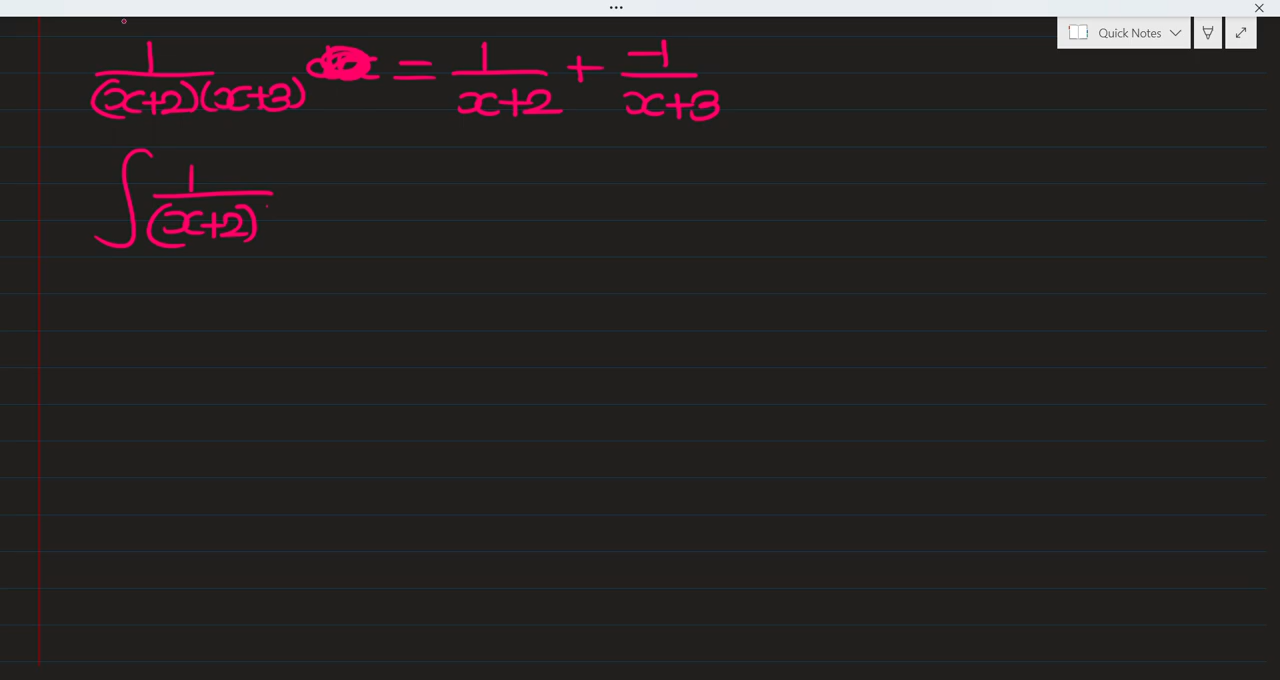 Quick Notes
1/((x+2)(x+3)) = 1/(x+2) + -1/(x+3)
∫ 1/((x+2)